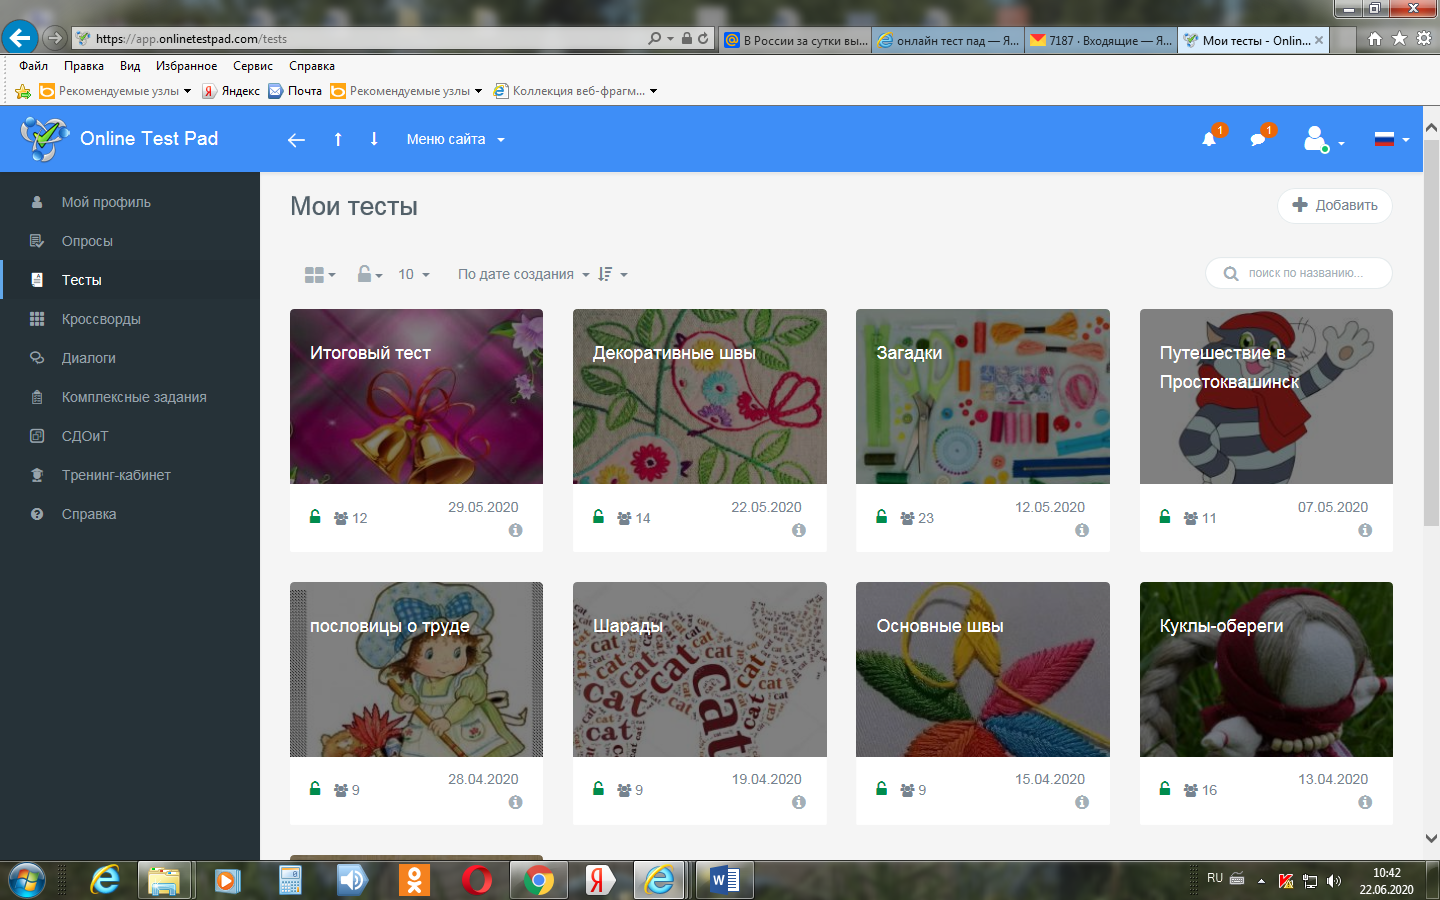 https://app.onlinetestpad.com/tests
В России за сутки вы...
онлайн тест пад — Я...
7187 · Входящие — Я...
Мои тесты - Onlin...
Файл Правка Вид Избранное Сервис Справка
Рекомендуемые узлы Яндекс Почта Рекомендуемые узлы Коллекция веб-фрагм...
Online Test Pad
Меню сайта
1
1
Мой профиль
Опросы
Тесты
Кроссворды
Диалоги
Комплексные задания
СДОиТ
Тренинг-кабинет
Справка
Мои тесты
Добавить
10 По дате создания
поиск по названию...
Итоговый тест
12 29.05.2020
Декоративные швы
14 22.05.2020
Загадки
23 12.05.2020
Путешествие в
Простоквашинск
11 07.05.2020
пословицы о труде
9 28.04.2020
Шарады
cat
9 19.04.2020
Основные швы
9 15.04.2020
Куклы-обереги
16 13.04.2020
RU
10:42
22.06.2020